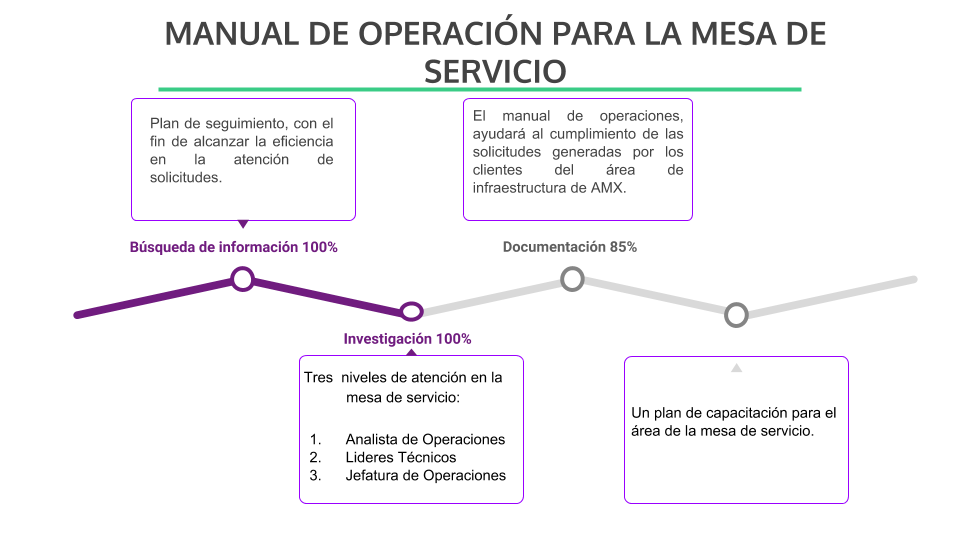 MANUAL DE OPERACIÓN PARA LA MESA DE
SERVICIO
Plan de seguimiento, con el
fin de alcanzar la eficiencia
en la atención de
solicitudes.
El manual de operaciones,
ayudará al cumplimiento de las
solicitudes generadas por los
clientes del área de
infraestructura de AMX.
Búsqueda de información 100%
Documentación 85%
Investigación 100%
Tres niveles de atención en la
mesa de servicio:
1. Analista de Operaciones
2. Lideres Técnicos
3. Jefatura de Operaciones
Un plan de capacitación para el
área de la mesa de servicio.